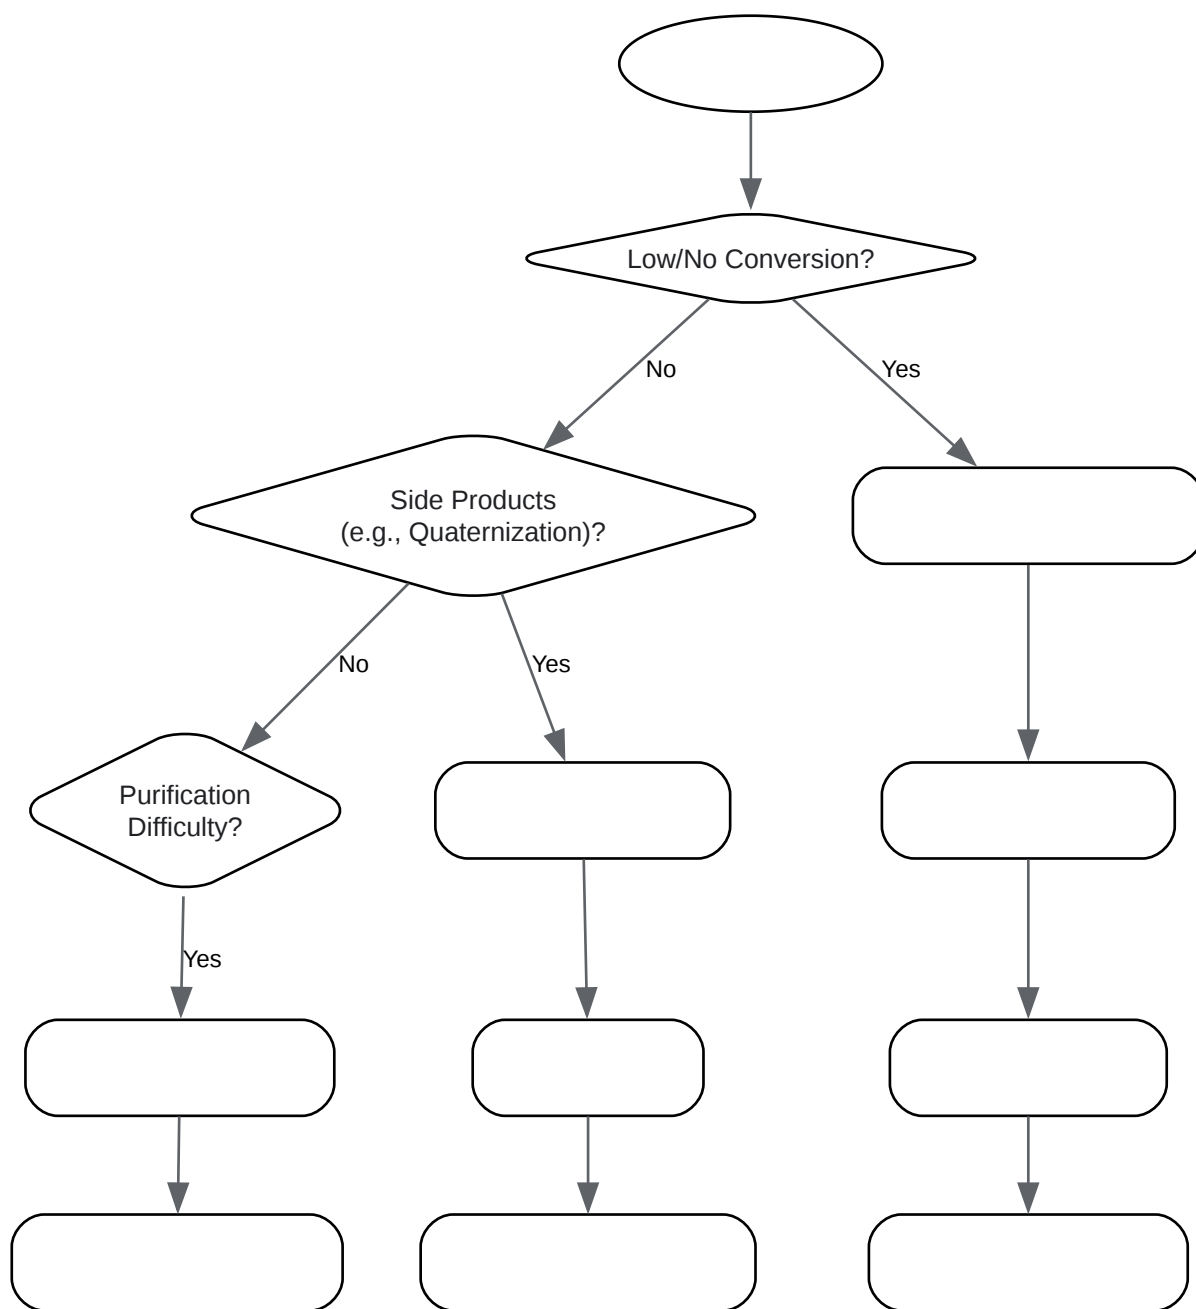 Low/No Conversion?
No
Yes
Side Products
(e.g., Quaternization)?
No
Yes
Purification
Difficulty?
Yes